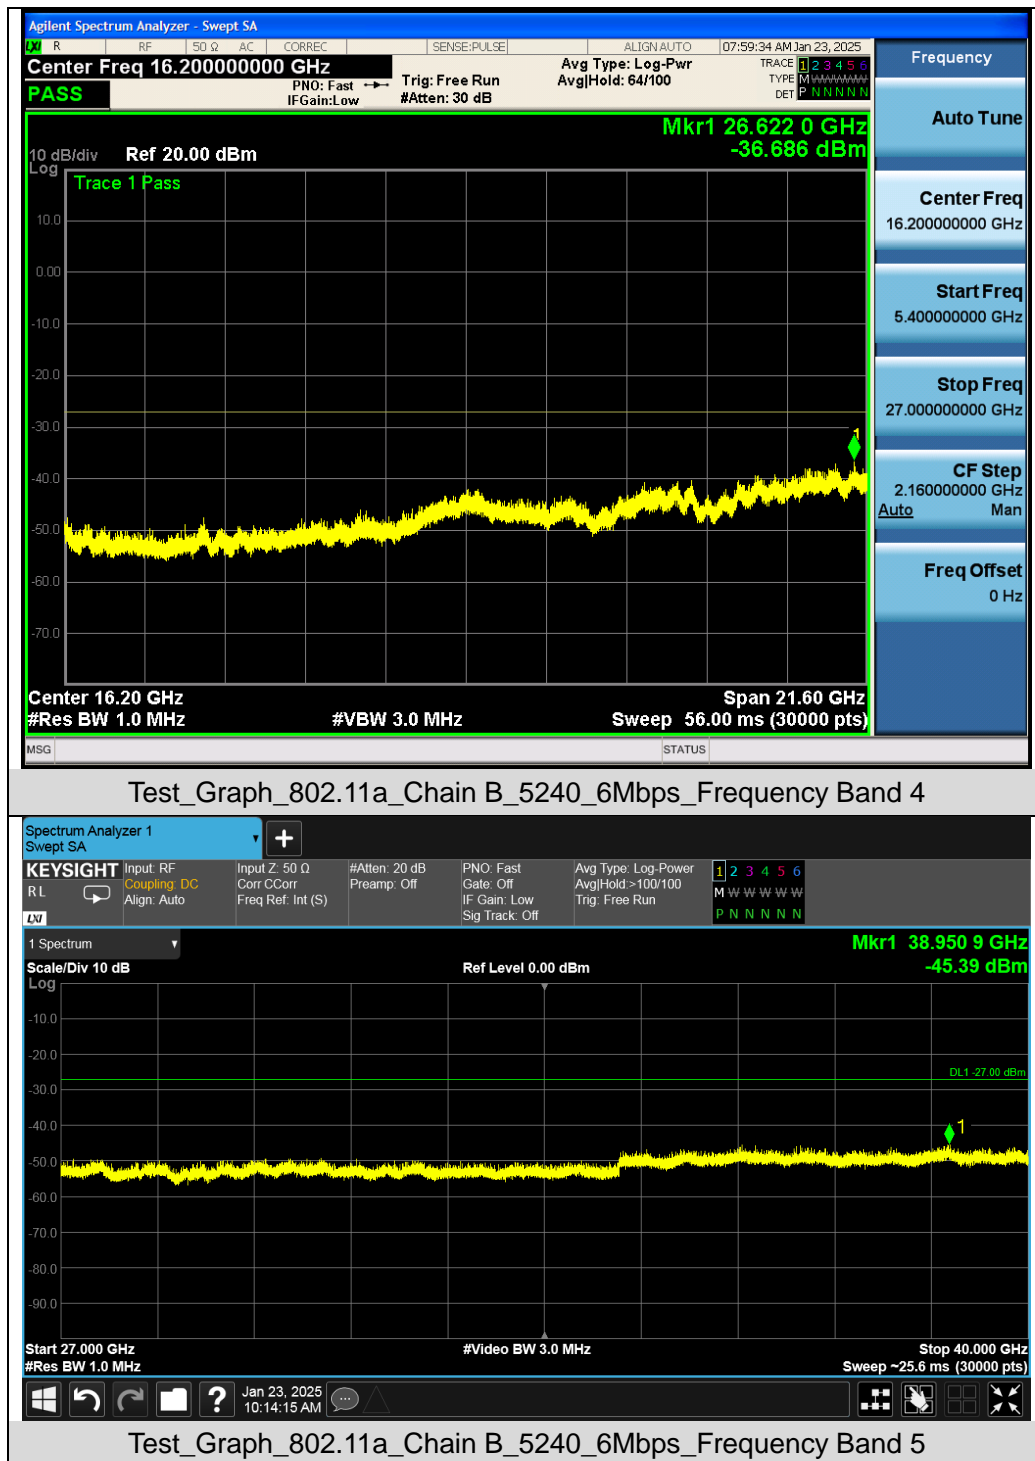 Agilent Spectrum Analyzer - Swept SA
LXI R RF 50 Ω AC CORREC SENSE:PULSE ALIGN AUTO 07:59:34 AM Jan 23, 2025
Center Freq 16.200000000 GHz
PASS
PNO: Fast
IFGain:Low
Trig: Free Run
#Atten: 30 dB
Avg Type: Log-Pwr
Avg|Hold: 64/100
TRACE 1 2 3 4 5 6
TYPE M W W W W W
DET P N N N N N
Mkr1 26.622 0 GHz
-36.686 dBm
10 dB/div
Log
Ref 20.00 dBm
Trace 1 Pass
10.0
0.00
-10.0
-20.0
-30.0
-40.0
-50.0
-60.0
-70.0
1
Center 16.20 GHz
Span 21.60 GHz
#Res BW 1.0 MHz
#VBW 3.0 MHz
Sweep 56.00 ms (30000 pts)
MSG
STATUS
Frequency
Auto Tune
Center Freq
16.200000000 GHz
Start Freq
5.400000000 GHz
Stop Freq
27.000000000 GHz
CF Step
2.160000000 GHz
Auto Man
Freq Offset
0 Hz
Test_Graph_802.11a_Chain B_5240_6Mbps_Frequency Band 4
Spectrum Analyzer 1
Swept SA
+
KEYSIGHT
RL
LXI
Input: RF
Coupling: DC
Align: Auto
Input Z: 50 Ω
Corr CCorr
Freq Ref: Int (S)
#Atten: 20 dB
Preamp: Off
PNO: Fast
Gate: Off
IF Gain: Low
Sig Track: Off
Avg Type: Log-Power
Avg|Hold:>100/100
Trig: Free Run
1 2 3 4 5 6
M W W W W W
P N N N N N
1 Spectrum
Mkr1 38.950 9 GHz
-45.39 dBm
Scale/Div 10 dB
Ref Level 0.00 dBm
Log
-10.0
-20.0
-30.0
-40.0
-50.0
-60.0
-70.0
-80.0
-90.0
DL1 -27.00 dBm
1
Start 27.000 GHz
#Video BW 3.0 MHz
Stop 40.000 GHz
#Res BW 1.0 MHz
Sweep ~25.6 ms (30000 pts)
?
Jan 23, 2025
10:14:15 AM
Test_Graph_802.11a_Chain B_5240_6Mbps_Frequency Band 5